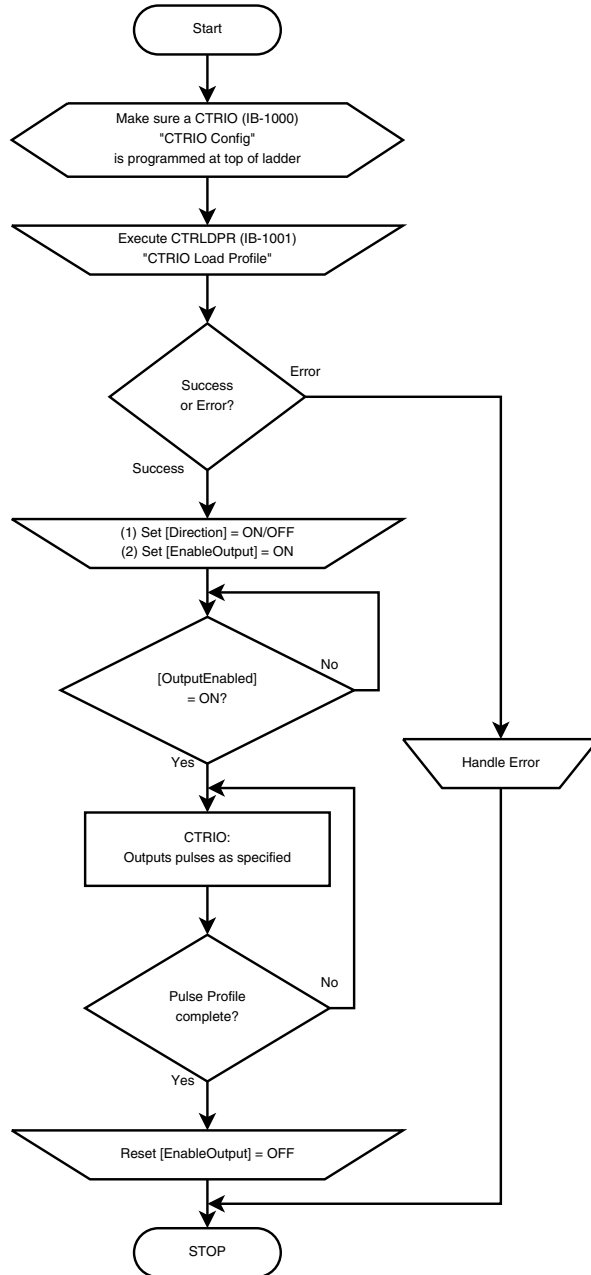 Start
Make sure a CTRIO (IB-1000)
"CTRIO Config"
is programmed at top of ladder
Execute CTRLDPR (IB-1001)
"CTRIO Load Profile"
Success
or Error?
Error
Success
(1) Set [Direction] = ON/OFF
(2) Set [EnableOutput] = ON
[OutputEnabled]
= ON?
No
Yes
Handle Error
CTRIO:
Outputs pulses as specified
Pulse Profile
complete?
No
Yes
Reset [EnableOutput] = OFF
STOP